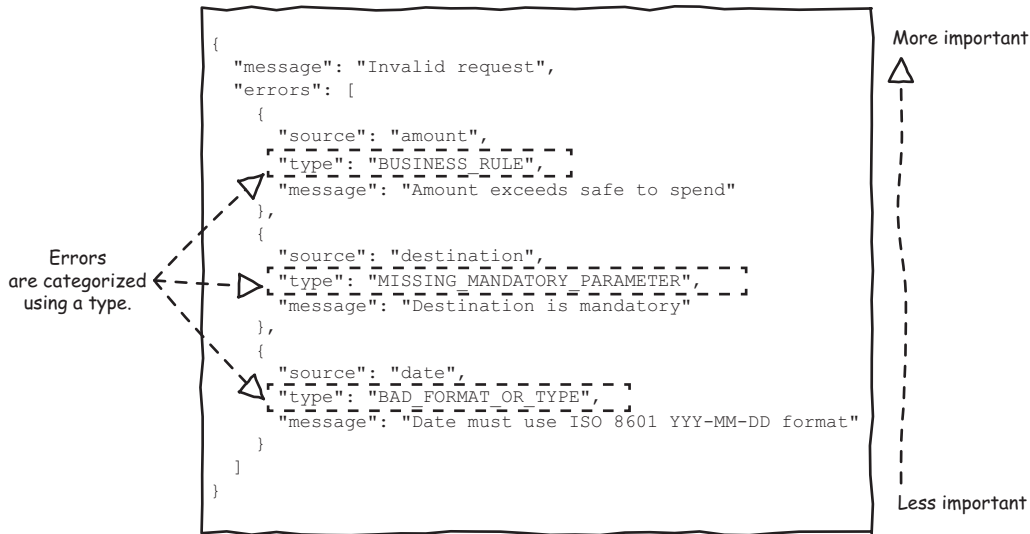 More important
{
"message": "Invalid request",
"errors": [
{
"source": "amount",
"type": "BUSINESS_RULE",
"message": "Amount exceeds safe to spend"
},
{
"source": "destination",
"type": "MISSING_MANDATORY_PARAMETER",
"message": "Destination is mandatory"
},
{
"source": "date",
"type": "BAD_FORMAT_OR_TYPE",
"message": "Date must use ISO 8601 YYY-MM-DD format"
}
]
}
Errors
are categorized
using a type.
Less important